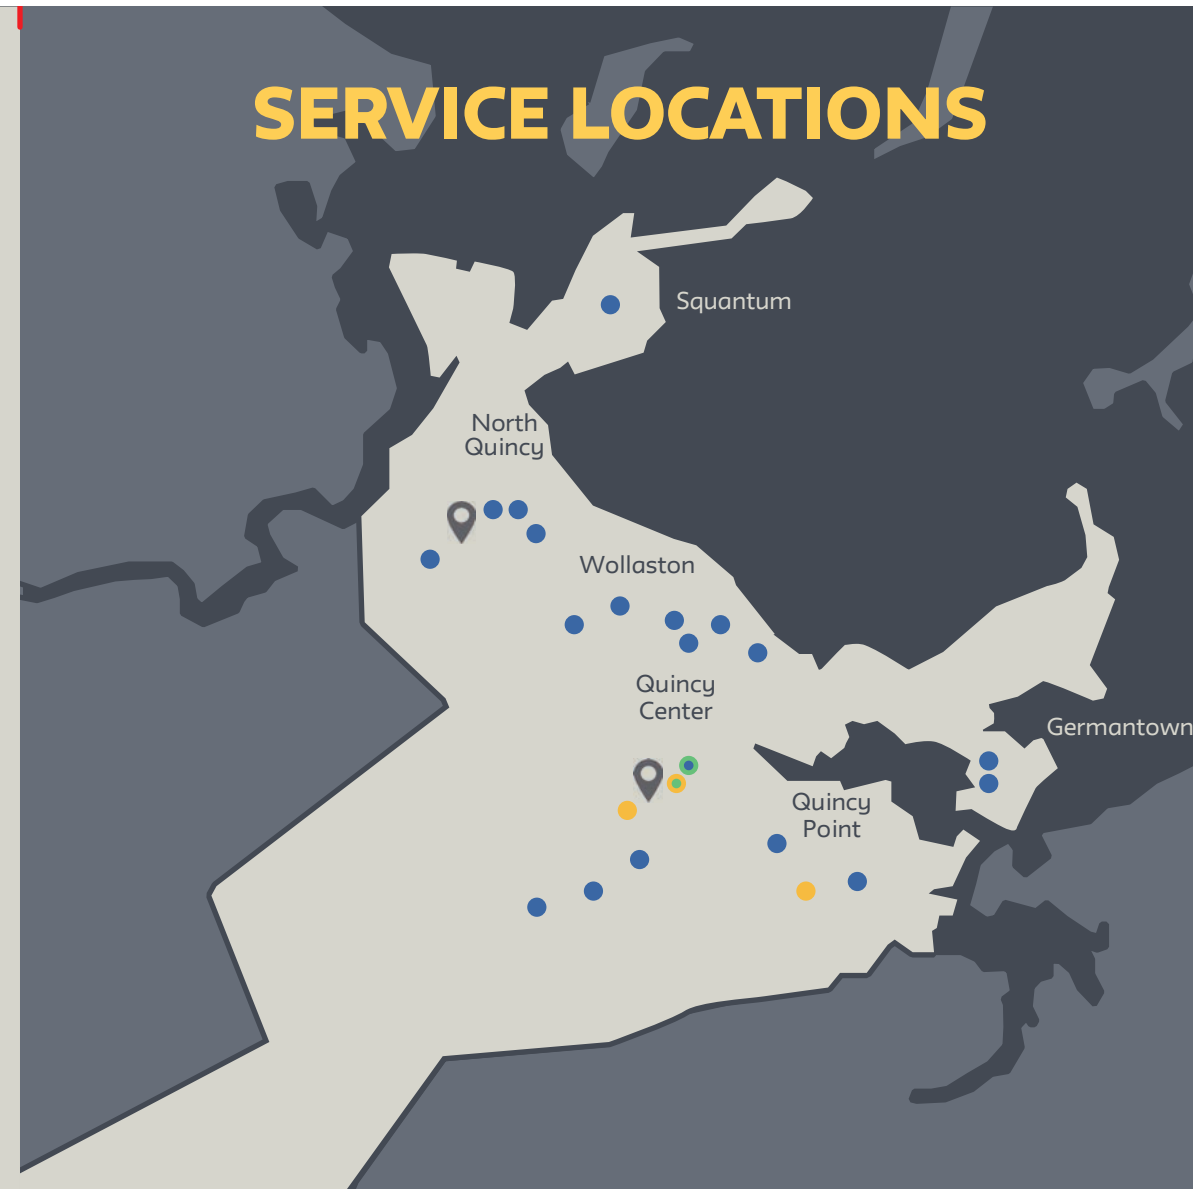 SERVICE LOCATIONS
Squantum
North
Quincy
Wollaston
Quincy
Center
Germantown
Quincy
Point